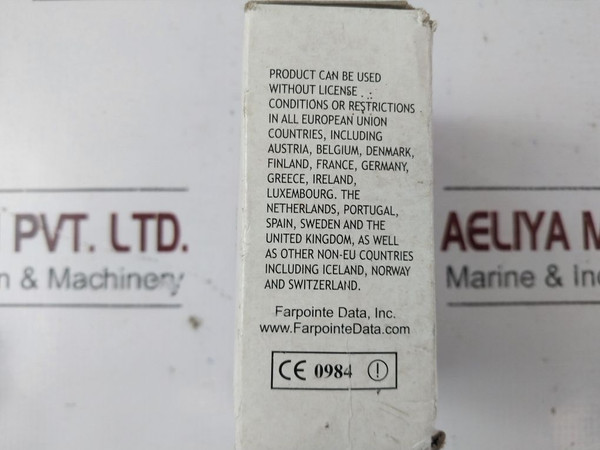 PRODUCT CAN BE USED
WITHOUT LICENSE
CONDITIONS OR RESTRICTIONS
IN ALL EUROPEAN UNION
COUNTRIES, INCLUDING
AUSTRIA, BELGIUM, DENMARK,
FINLAND, FRANCE, GERMANY,
GREECE, IRELAND,
LUXEMBOURG. THE
NETHERLANDS, PORTUGAL,
SPAIN, SWEDEN AND THE
UNITED KINGDOM, AS WELL
AS OTHER NON-EU COUNTRIES
INCLUDING ICELAND, NORWAY
AND SWITZERLAND.
Farpointe Data, Inc.
www.FarpointeData.com
CE 0984
PVT. LTD.
& Machinery
AELIYA
Marine &